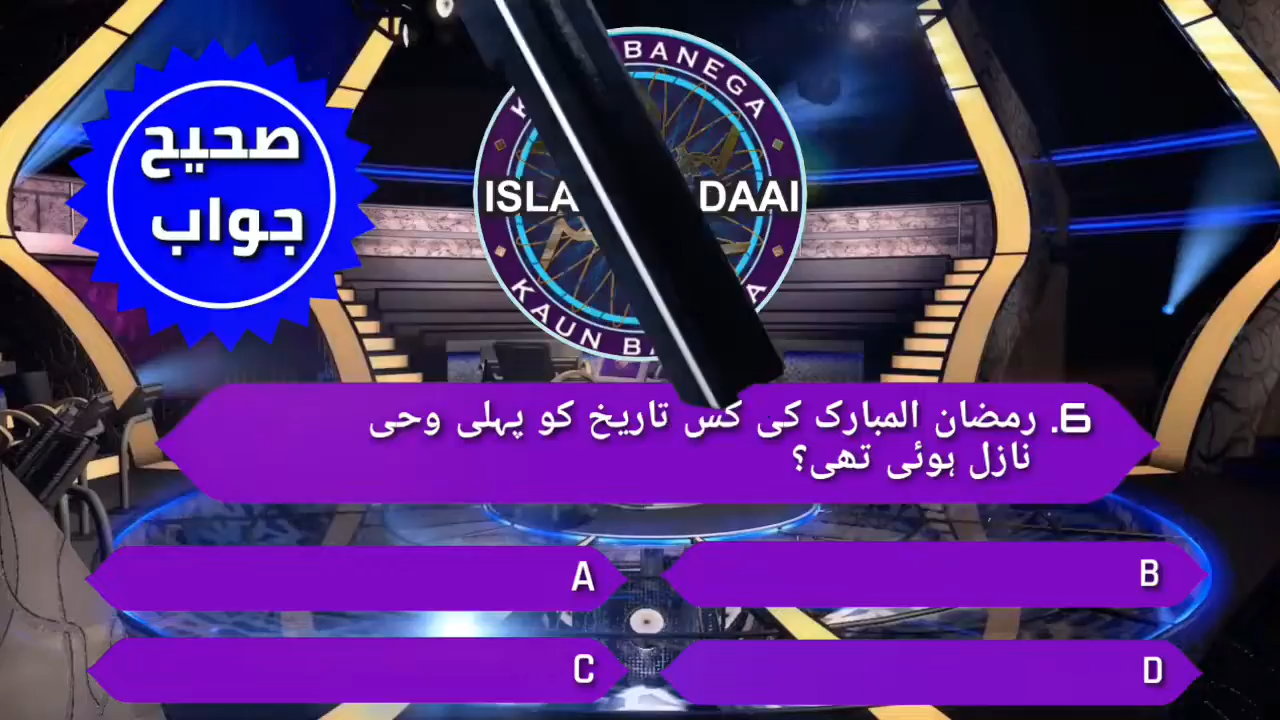 صحیح
جواب
BANEGA
ISLA
DAAI
KAUN B
6. رمضان المبارک کی کس تاریخ کو پہلی وحی
نازل ہوئی تھی؟
A
B
C
D